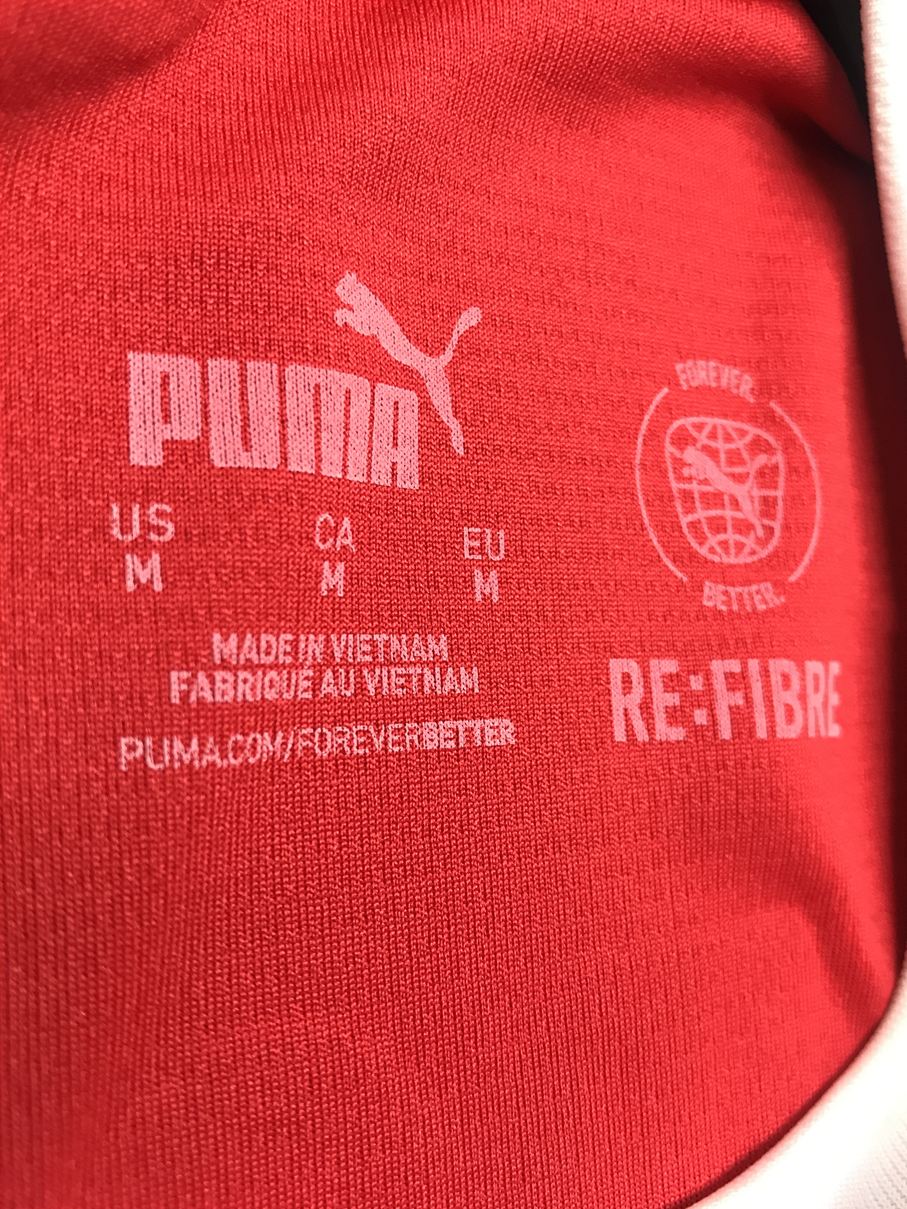 PUMA
US CA EU
M M M
MADE IN VIETNAM
FABRIQUE AU VIETNAM
PUMA.COM/FOREVERBETTER
FOREVER.
BETTER.
RE:FIBRE